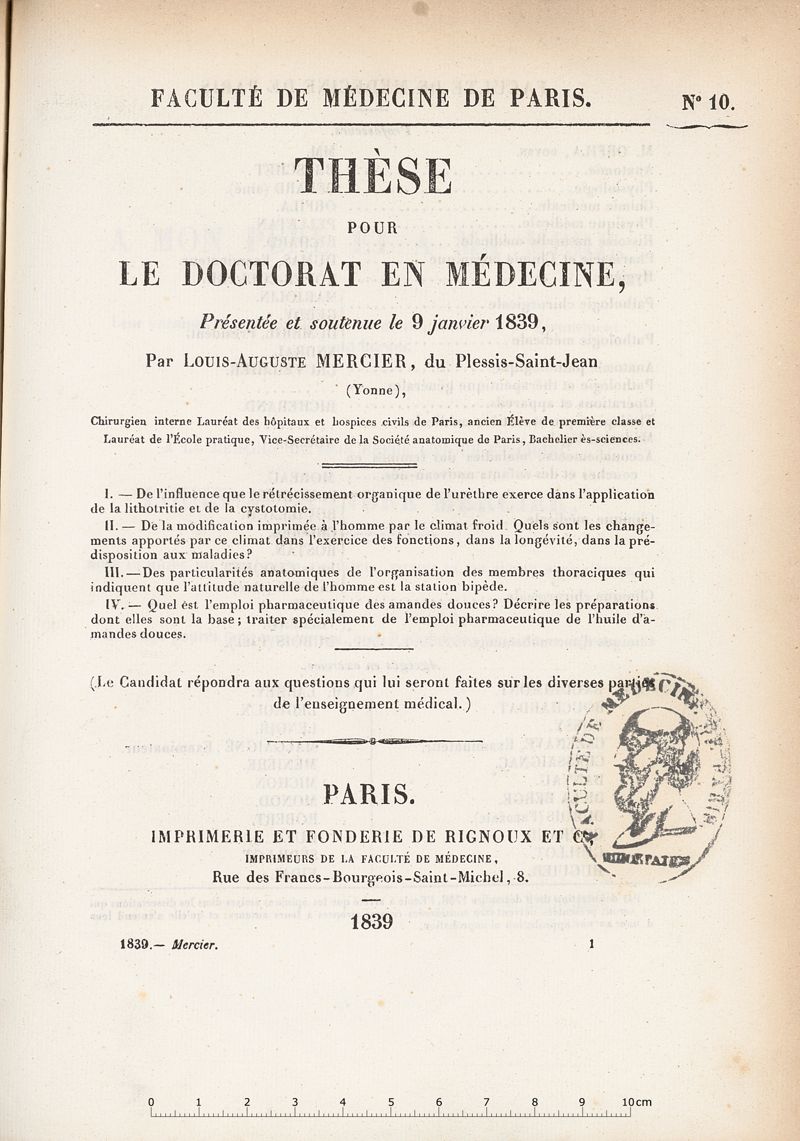 FACULTÉ DE MÉDECINE DE PARIS.
N° 10.
THÈSE
POUR
LE DOCTORAT EN MÉDECINE,
Présentée et soutenue le 9 janvier 1839,
Par LOUIS-AUGUSTE MERCIER, du Plessis-Saint-Jean
(Yonne),
Chirurgien interne Lauréat des hôpitaux et hospices civils de Paris, ancien Élève de première classe et
Lauréat de l'École pratique, Vice-Secrétaire de la Société anatomique de Paris, Bachelier ès-sciences.
I. — De l'influence que le rétrécissement organique de l'urèthre exerce dans l'application
de la lithotritie et de la cystotomie.
II. — De la modification imprimée à l'homme par le climat froid. Quels sont les change-
ments apportés par ce climat dans l'exercice des fonctions, dans la longévité, dans la pré-
disposition aux maladies?
III. — Des particularités anatomiques de l'organisation des membres thoraciques qui
indiquent que l'attitude naturelle de l'homme est la station bipède.
IV. — Quel est l'emploi pharmaceutique des amandes douces? Décrire les préparations
dont elles sont la base; traiter spécialement de l'emploi pharmaceutique de l'huile d'a-
mandes douces.
(Le Candidat répondra aux questions qui lui seront faites sur les diverses parties
de l'enseignement médical.)
FACULTÉ DE MÉDECINE DE PARIS
HIPPOCRATES
PARIS.
IMPRIMERIE ET FONDERIE DE RIGNOUX ET
IMPRIMEURS DE LA FACULTÉ DE MÉDECINE,
Rue des Francs-Bourgeois-Saint-Michel, 8.
1839
1839. — Mercier.
1
0 1 2 3 4 5 6 7 8 9 10 cm